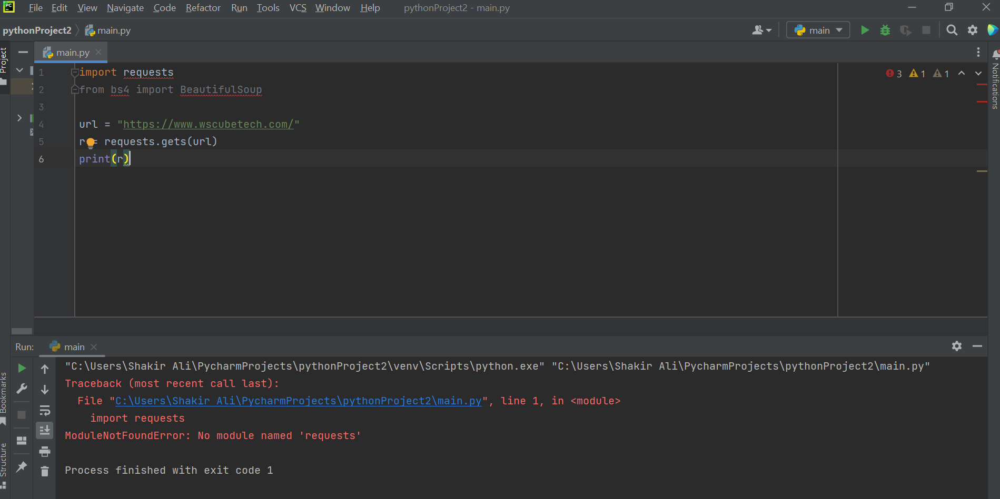 PC File Edit View Navigate Code Refactor Run Tools VCS Window Help pythonProject2 - main.py
pythonProject2 main.py main
Project
main.py
3 1 1
Notifications
1 import requests
2 from bs4 import BeautifulSoup
3
4 url = "https://www.wscubetech.com/"
5 r = requests.gets(url)
6 print(r)
Run: main
Bookmarks
Structure
"C:\Users\Shakir Ali\PycharmProjects\pythonProject2\venv\Scripts\python.exe" "C:\Users\Shakir Ali\PycharmProjects\pythonProject2\main.py"
Traceback (most recent call last):
File "C:\Users\Shakir Ali\PycharmProjects\pythonProject2\main.py", line 1, in <module>
import requests
ModuleNotFoundError: No module named 'requests'
Process finished with exit code 1